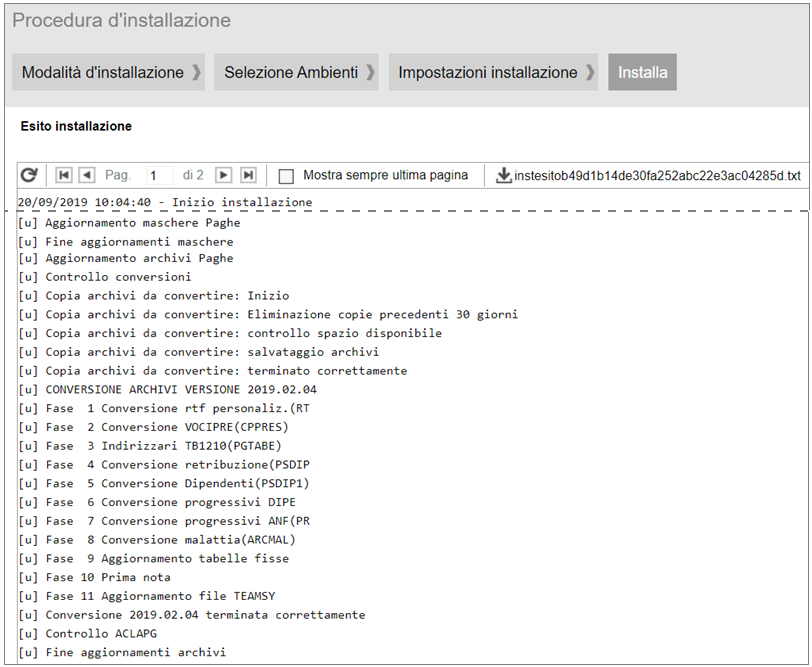 Procedura d'installazione
Modalità d'installazione ❱ Selezione Ambienti ❱ Impostazioni installazione ❱ Installa
Esito installazione
Pag. 1 di 2 Mostra sempre ultima pagina instesitob49d1b14de30fa252abc22e3ac04285d.txt
20/09/2019 10:04:40 - Inizio installazione
[u] Aggiornamento maschere Paghe
[u] Fine aggiornamenti maschere
[u] Aggiornamento archivi Paghe
[u] Controllo conversioni
[u] Copia archivi da convertire: Inizio
[u] Copia archivi da convertire: Eliminazione copie precedenti 30 giorni
[u] Copia archivi da convertire: controllo spazio disponibile
[u] Copia archivi da convertire: salvataggio archivi
[u] Copia archivi da convertire: terminato correttamente
[u] CONVERSIONE ARCHIVI VERSIONE 2019.02.04
[u] Fase  1 Conversione rtf personaliz.(RT
[u] Fase  2 Conversione VOCIPRE(CPPRES)
[u] Fase  3 Indirizzari TB1210(PGTABE)
[u] Fase  4 Conversione retribuzione(PSDIP
[u] Fase  5 Conversione Dipendenti(PSDIP1)
[u] Fase  6 Conversione progressivi DIPE
[u] Fase  7 Conversione progressivi ANF(PR
[u] Fase  8 Conversione malattia(ARCMAL)
[u] Fase  9 Aggiornamento tabelle fisse
[u] Fase 10 Prima nota
[u] Fase 11 Aggiornamento file TEAMSY
[u] Conversione 2019.02.04 terminata correttamente
[u] Controllo ACLAPG
[u] Fine aggiornamenti archivi